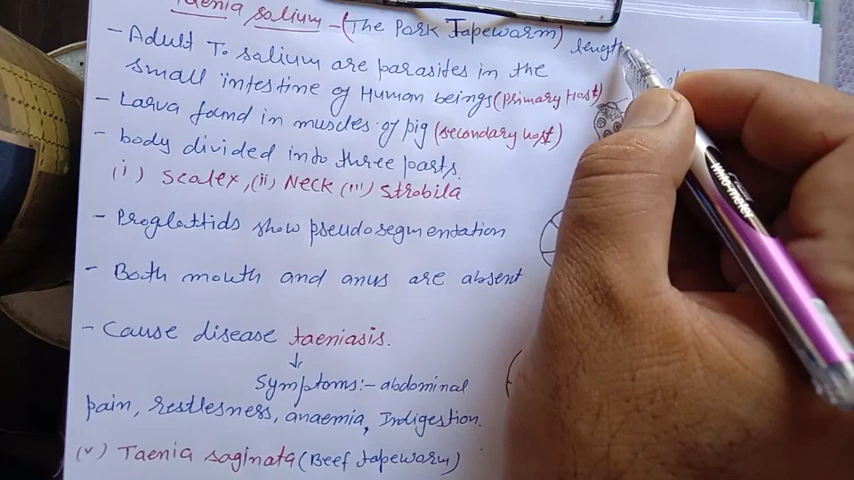 Taenia solium - (The Pork Tapeworm) length
- Adult T. solium are parasites in the
small intestine of Human beings (Primary Host)
- Larva found in muscles of pig (secondary host)
- body divided into three parts.
(i) Scolex, (ii) Neck (iii) Strobila
- Proglottids show pseudosegmentation
- Both mouth and anus are absent
- Cause disease taeniasis.
↓
Symptoms:- abdominal
pain, restlesness, anaemia, Indigestion.
(v) Taenia saginata (Beef tapeworm)